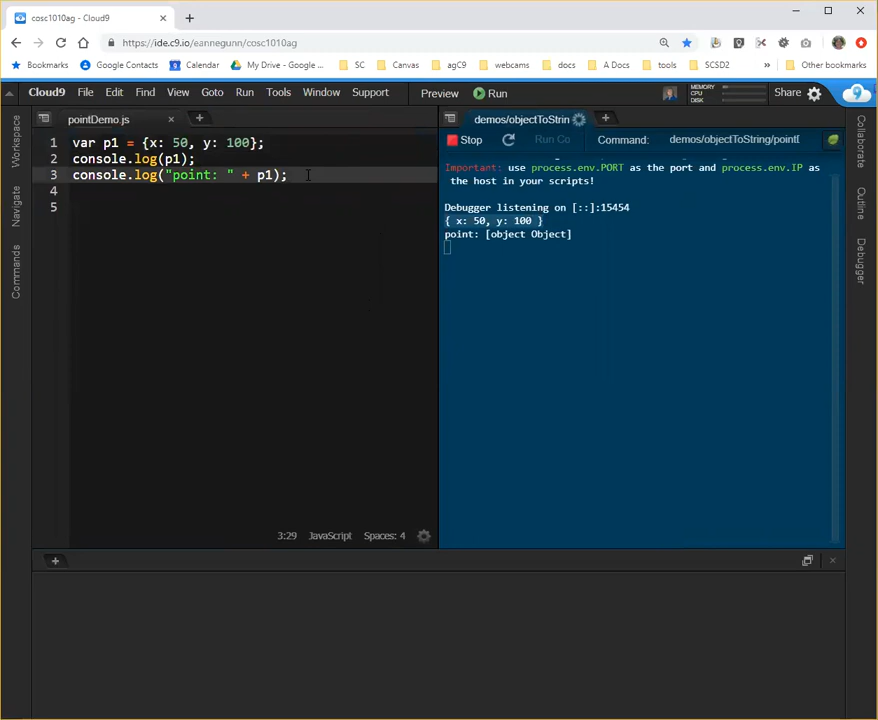 cosc1010ag - Cloud9
https://ide.c9.io/eannegunn/cosc1010ag
Bookmarks Google Contacts Calendar My Drive - Google SC Canvas agC9 webcams docs A Docs tools SCSD2 » Other bookmarks
Cloud9 File Edit Find View Goto Run Tools Window Support Preview Run MEMORY CPU DISK Share
pointDemo.js
1 var p1 = {x: 50, y: 100};
2 console.log(p1);
3 console.log("point: " + p1);
4
5
3:29 JavaScript Spaces: 4
demos/objectToStrin
Stop Run Co Command: demos/objectToString/point
Important: use process.env.PORT as the port and process.env.IP as
the host in your scripts!
Debugger listening on [::]:15454
{ x: 50, y: 100 }
point: [object Object]
Workspace
Navigate
Commands
Collaborate
Outline
Debugger